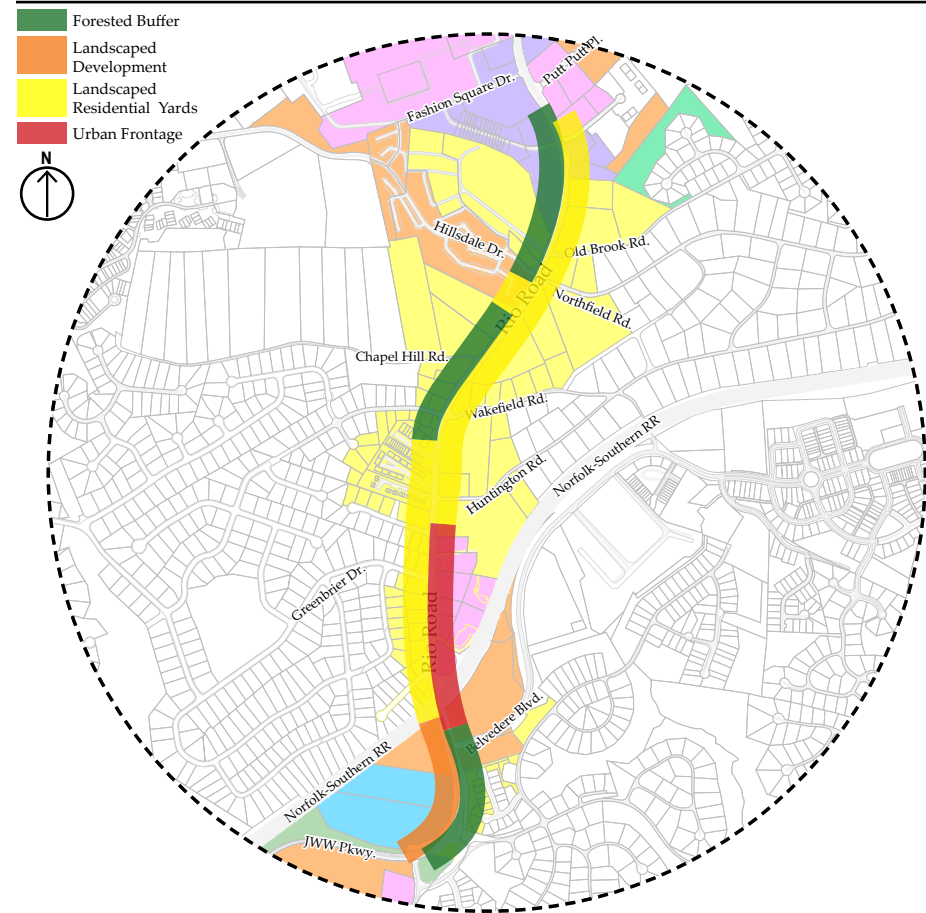 Forested Buffer
Landscaped
Development
Landscaped
Residential Yards
Urban Frontage
N
Putt Putt Pl.
Fashion Square Dr.
Hillsdale Dr.
Old Brook Rd.
Rio Road
Northfield Rd.
Chapel Hill Rd.
Wakefield Rd.
Norfolk-Southern RR
Huntington Rd.
Greenbrier Dr.
Rio Road
Belvedere Blvd.
Norfolk-Southern RR
JWW Pkwy.